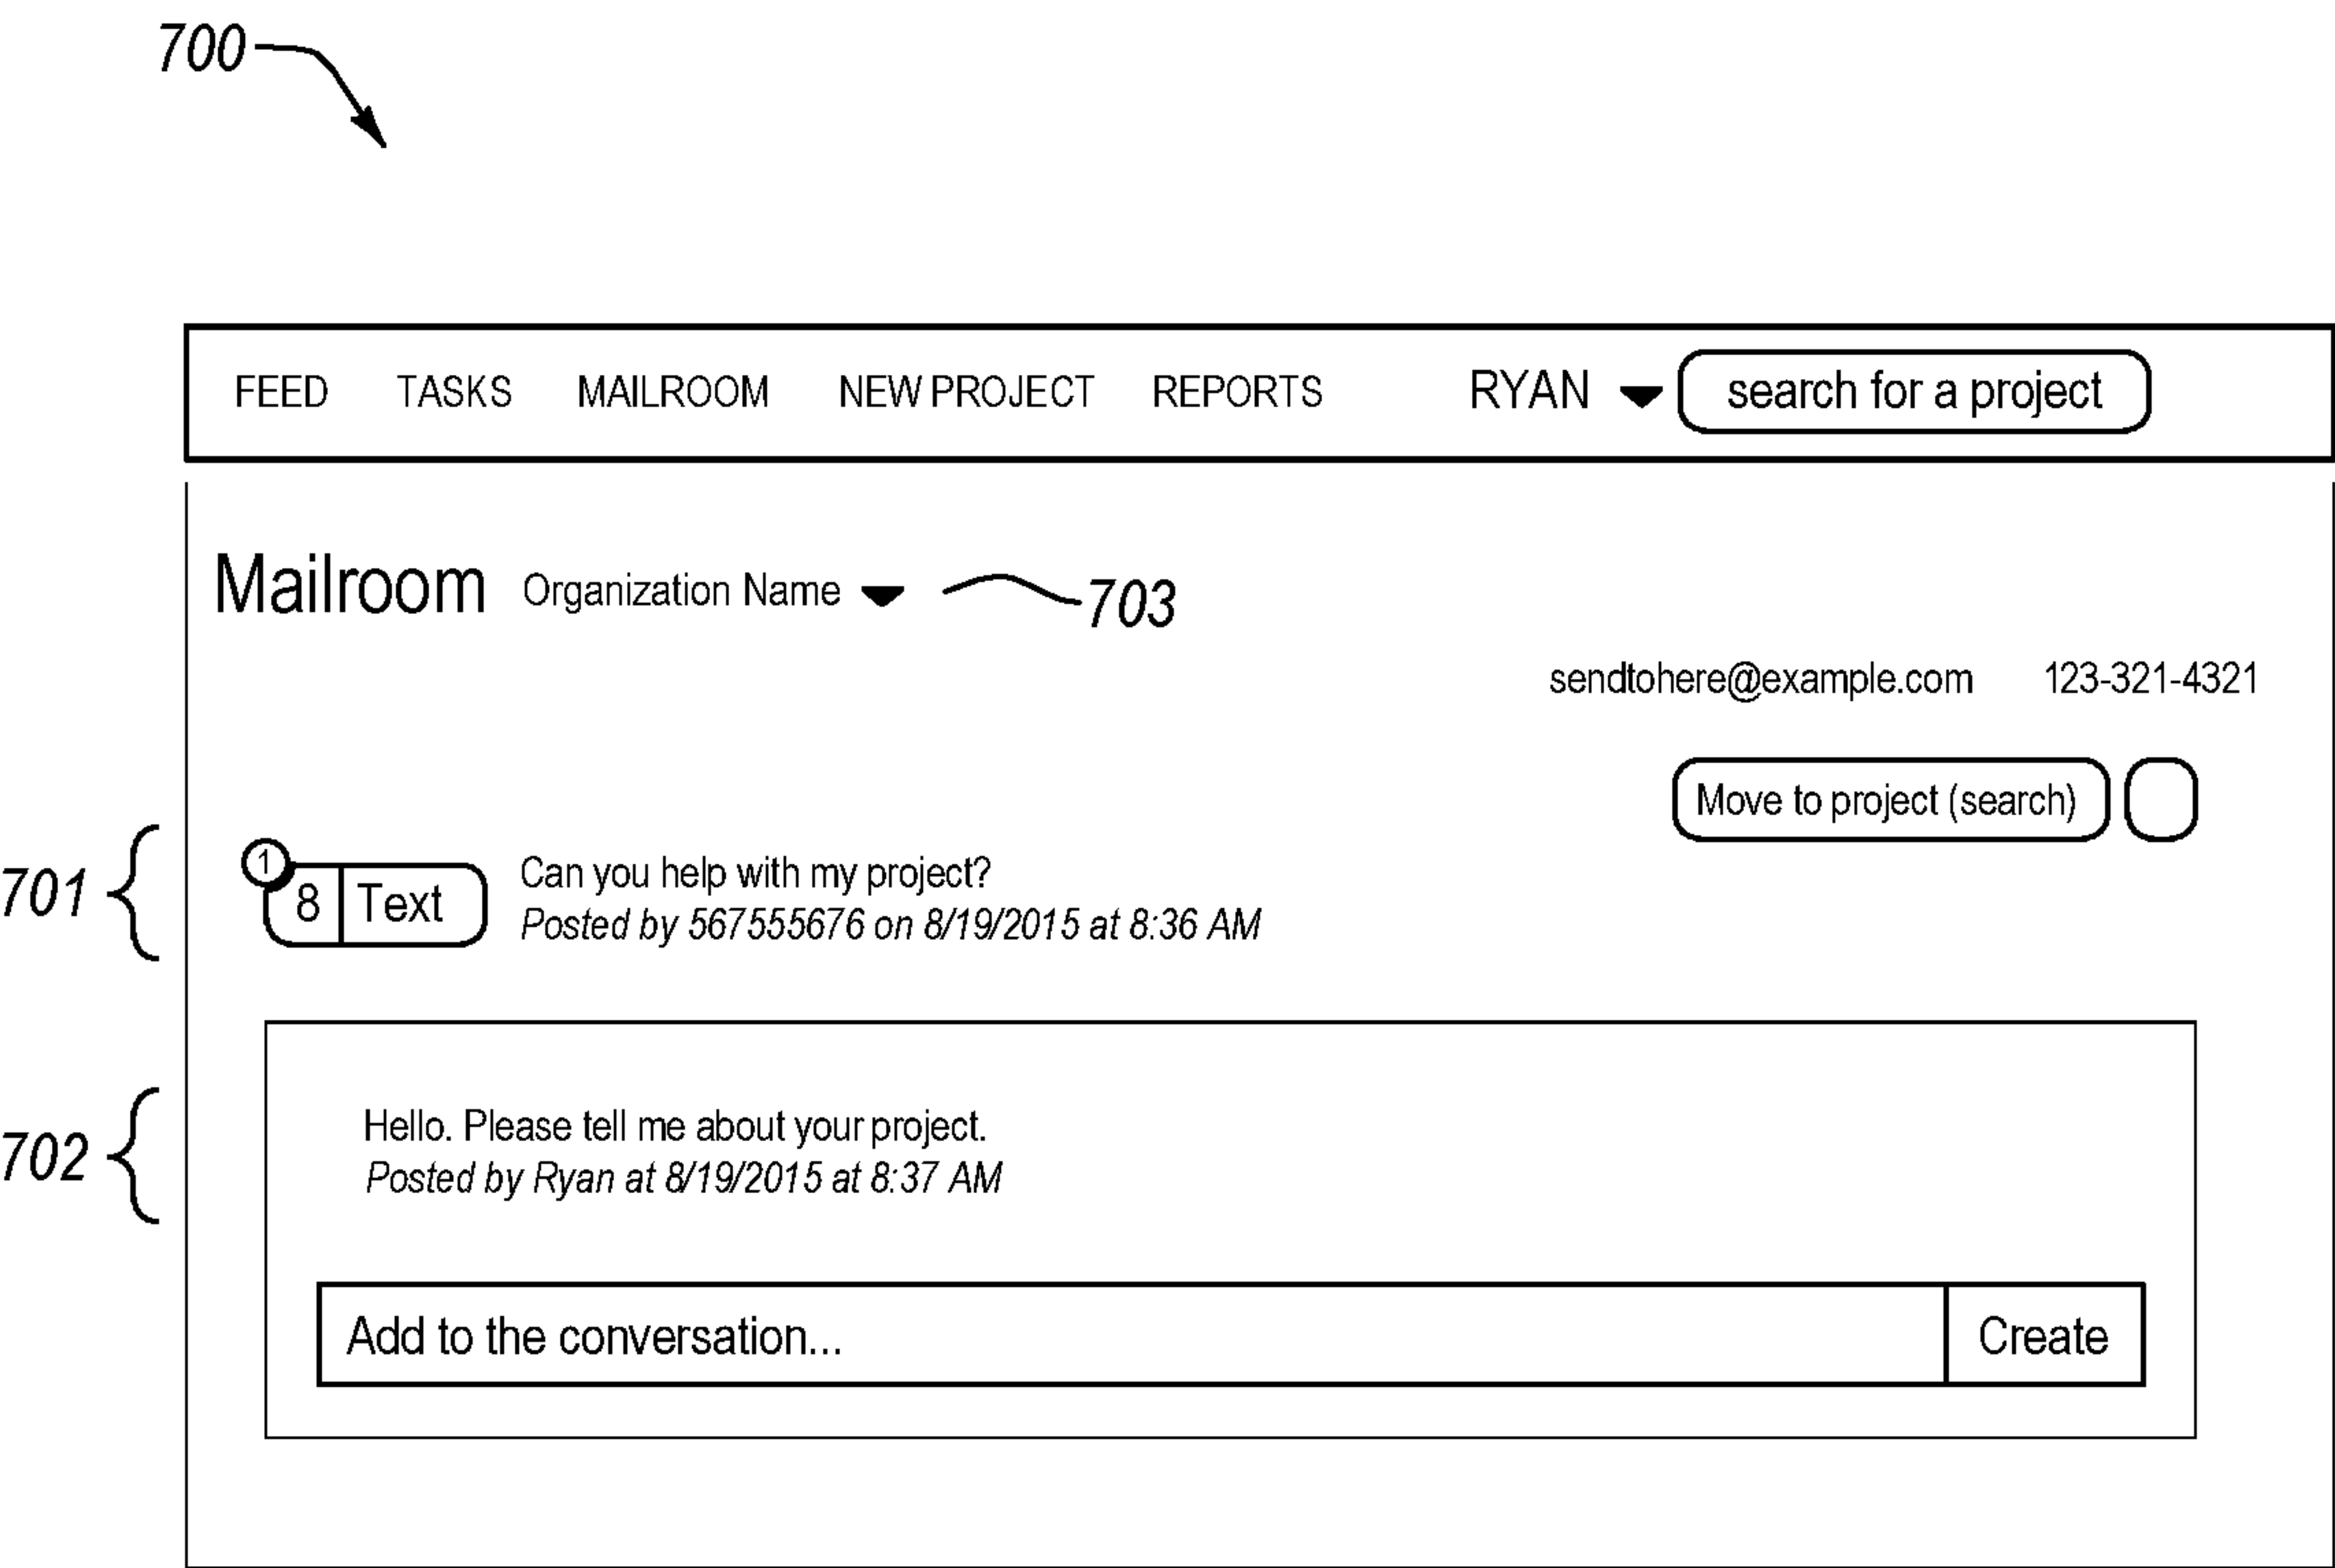 700
FEED TASKS MAILROOM NEW PROJECT REPORTS RYAN search for a project
Mailroom Organization Name 703
sendtohere@example.com 123-321-4321
Move to project (search)
701
1
8 Text
Can you help with my project?
Posted by 567555676 on 8/19/2015 at 8:36 AM
702
Hello. Please tell me about your project.
Posted by Ryan at 8/19/2015 at 8:37 AM
Add to the conversation... Create